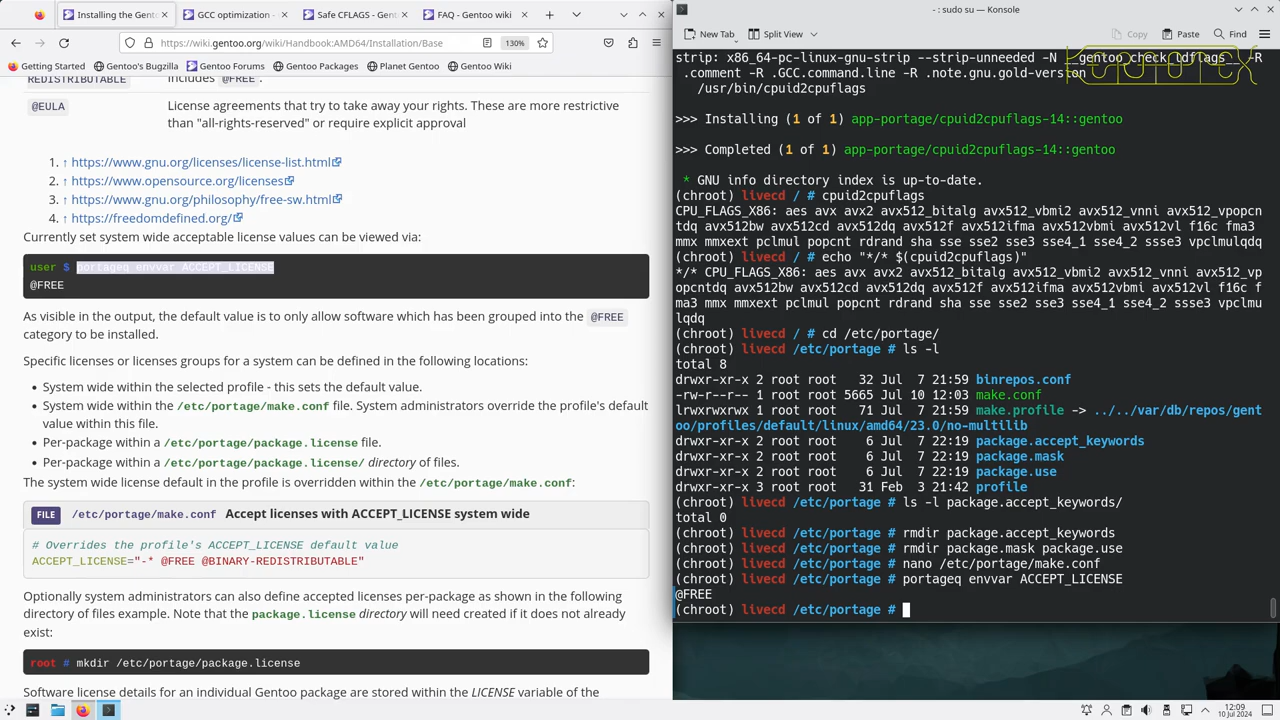 Installing the Gento
GCC optimization -
Safe CFLAGS - Gent
FAQ - Gentoo wiki
https://wiki.gentoo.org/wiki/Handbook:AMD64/Installation/Base
130%
Getting Started
Gentoo's Bugzilla
Gentoo Forums
Gentoo Packages
Planet Gentoo
Gentoo Wiki
REDISTRIBUTABLE
includes @FREE.
@EULA
License agreements that try to take away your rights. These are more restrictive
than "all-rights-reserved" or require explicit approval
1. ↑ https://www.gnu.org/licenses/license-list.html
2. ↑ https://www.opensource.org/licenses
3. ↑ https://www.gnu.org/philosophy/free-sw.html
4. ↑ https://freedomdefined.org/
Currently set system wide acceptable license values can be viewed via:
user $ portageq envvar ACCEPT_LICENSE
@FREE
As visible in the output, the default value is to only allow software which has been grouped into the @FREE
category to be installed.
Specific licenses or licenses groups for a system can be defined in the following locations:
• System wide within the selected profile - this sets the default value.
• System wide within the /etc/portage/make.conf file. System administrators override the profile's default
value within this file.
• Per-package within a /etc/portage/package.license file.
• Per-package within a /etc/portage/package.license/ directory of files.
The system wide license default in the profile is overridden within the /etc/portage/make.conf:
FILE /etc/portage/make.conf Accept licenses with ACCEPT_LICENSE system wide
# Overrides the profile's ACCEPT_LICENSE default value
ACCEPT_LICENSE="-* @FREE @BINARY-REDISTRIBUTABLE"
Optionally system administrators can also define accepted licenses per-package as shown in the following
directory of files example. Note that the package.license directory will need created if it does not already
exist:
root # mkdir /etc/portage/package.license
Software license details for an individual Gentoo package are stored within the LICENSE variable of the
- : sudo su — Konsole
New Tab
Split View
Copy
Paste
Find
strip: x86_64-pc-linux-gnu-strip --strip-unneeded -N __gentoo_check_ldflags__ -R
.comment -R .GCC.command.line -R .note.gnu.gold-version
/usr/bin/cpuid2cpuflags
>>> Installing (1 of 1) app-portage/cpuid2cpuflags-14::gentoo
>>> Completed (1 of 1) app-portage/cpuid2cpuflags-14::gentoo
* GNU info directory index is up-to-date.
(chroot) livecd / # cpuid2cpuflags
CPU_FLAGS_X86: aes avx avx2 avx512_bitalg avx512_vbmi2 avx512_vnni avx512_vpopcn
tdq avx512bw avx512cd avx512dq avx512f avx512ifma avx512vbmi avx512vl f16c fma3
mmx mmxext pclmul popcnt rdrand sha sse sse2 sse3 sse4_1 sse4_2 ssse3 vpclmulqdq
(chroot) livecd / # echo "*/* $(cpuid2cpuflags)"
*/* CPU_FLAGS_X86: aes avx avx2 avx512_bitalg avx512_vbmi2 avx512_vnni avx512_vp
opcntdq avx512bw avx512cd avx512dq avx512f avx512ifma avx512vbmi avx512vl f16c f
ma3 mmx mmxext pclmul popcnt rdrand sha sse sse2 sse3 sse4_1 sse4_2 ssse3 vpclmu
lqdq
(chroot) livecd / # cd /etc/portage/
(chroot) livecd /etc/portage # ls -l
total 8
drwxr-xr-x 2 root root 32 Jul 7 21:59 binrepos.conf
-rw-r--r-- 1 root root 5665 Jul 10 12:03 make.conf
lrwxrwxrwx 1 root root 71 Jul 7 21:59 make.profile -> ../../var/db/repos/gent
oo/profiles/default/linux/amd64/23.0/no-multilib
drwxr-xr-x 2 root root 6 Jul 7 22:19 package.accept_keywords
drwxr-xr-x 2 root root 6 Jul 7 22:19 package.mask
drwxr-xr-x 2 root root 6 Jul 7 22:19 package.use
drwxr-xr-x 3 root root 31 Feb 3 21:42 profile
(chroot) livecd /etc/portage # ls -l package.accept_keywords/
total 0
(chroot) livecd /etc/portage # rmdir package.accept_keywords
(chroot) livecd /etc/portage # rmdir package.mask package.use
(chroot) livecd /etc/portage # nano /etc/portage/make.conf
(chroot) livecd /etc/portage # portageq envvar ACCEPT_LICENSE
@FREE
(chroot) livecd /etc/portage #
12:09
10 Jul 2024